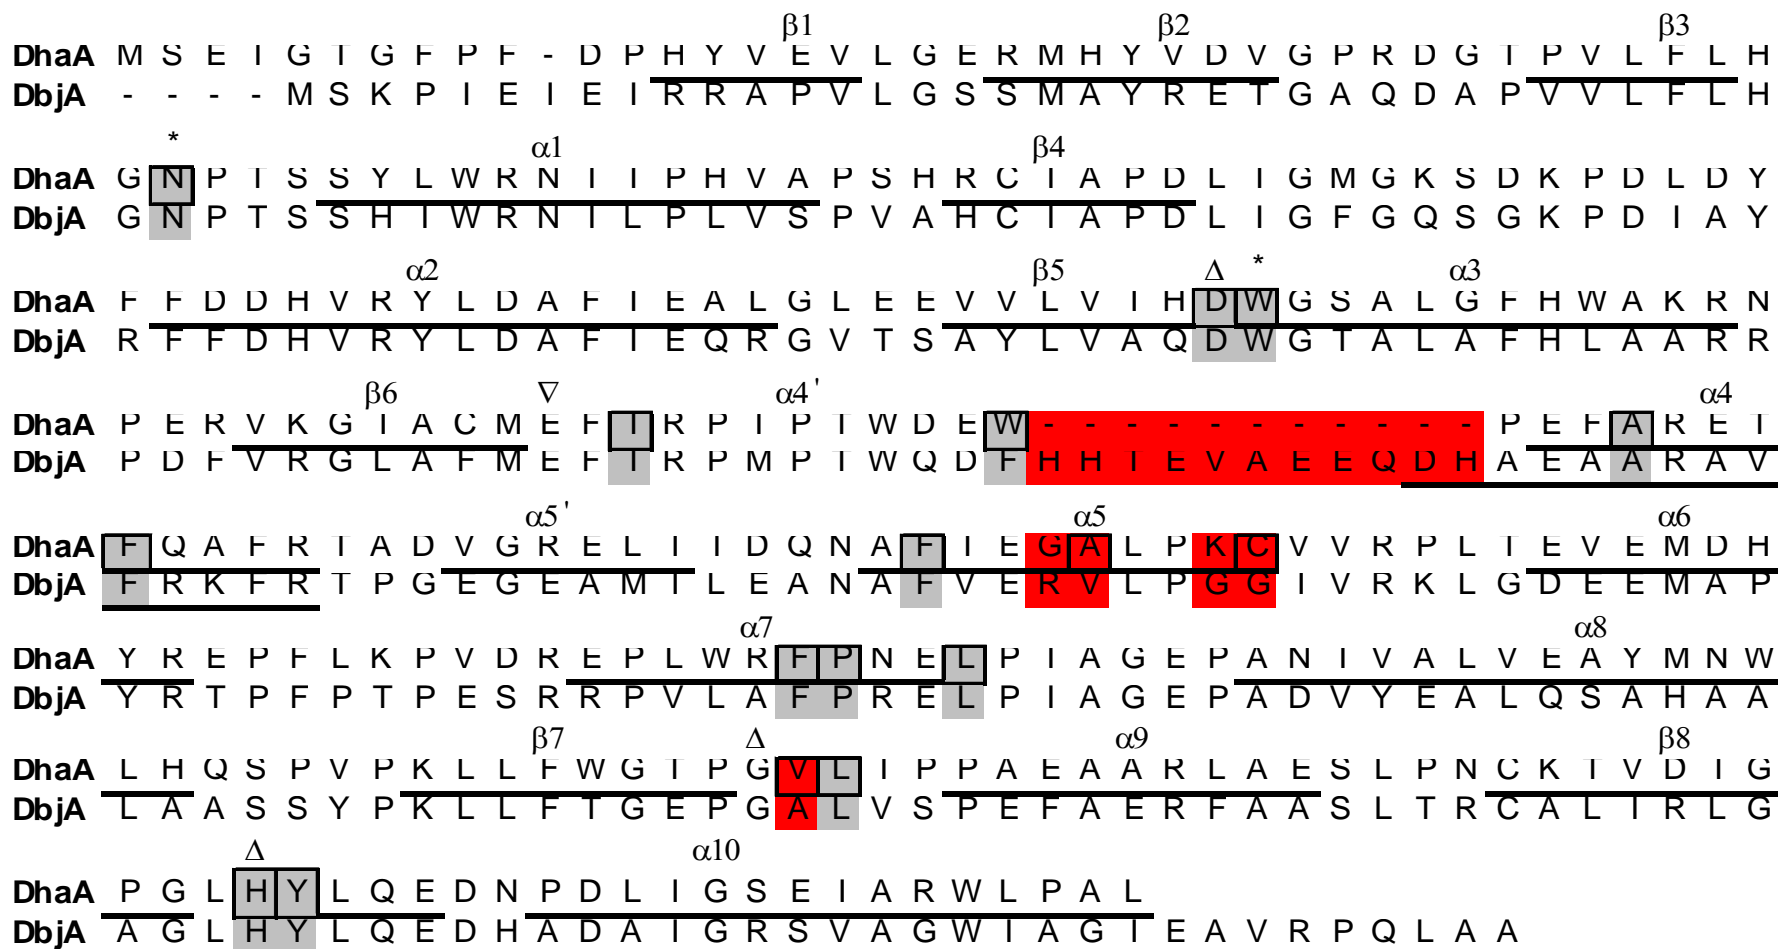 β1 β2 β3
DhaA M S E I G T G F P F - D P H Y V E V L G E R M H Y V D V G P R D G T P V L F L H
DbjA - - - - M S K P I E I E I R R A P V L G S S M A Y R E T G A Q D A P V V L F L H
* α1 β4
DhaA G N P T S S Y L W R N I I P H V A P S H R C I A P D L I G M G K S D K P D L D Y
DbjA G N P T S S H I W R N I L P L V S P V A H C I A P D L I G F G Q S G K P D I A Y
α2 β5 Δ * α3
DhaA F F D D H V R Y L D A F I E A L G L E E V V L V I H D W G S A L G F H W A K R N
DbjA R F F D H V R Y L D A F I E Q R G V T S A Y L V A Q D W G T A L A F H L A A R R
β6 ∇ α4' α4
DhaA P E R V K G I A C M E F I R P I P T W D E W - - - - - - - - - - - P E F A R E T
DbjA P D F V R G L A F M E F T R P M P T W Q D F H H T E V A E E Q D H A E A A R A V
α5' α5 α6
DhaA F Q A F R T A D V G R E L I I D Q N A F I E G A L P K C V V R P L T E V E M D H
DbjA F R K F R T P G E G E A M I L E A N A F V E R V L P G G I V R K L G D E E M A P
α7 α8
DhaA Y R E P F L K P V D R E P L W R F P N E L P I A G E P A N I V A L V E A Y M N W
DbjA Y R T P F P T P E S R R P V L A F P R E L P I A G E P A D V Y E A L Q S A H A A
β7 Δ α9 β8
DhaA L H Q S P V P K L L F W G T P G V L I P P A E A A R L A E S L P N C K T V D I G
DbjA L A A S S Y P K L L F T G E P G A L V S P E F A E R F A A S L T R C A L I R L G
Δ α10
DhaA P G L H Y L Q E D N P D L I G S E I A R W L P A L
DbjA A G L H Y L Q E D H A D A I G R S V A G W I A G I E A V R P Q L A A